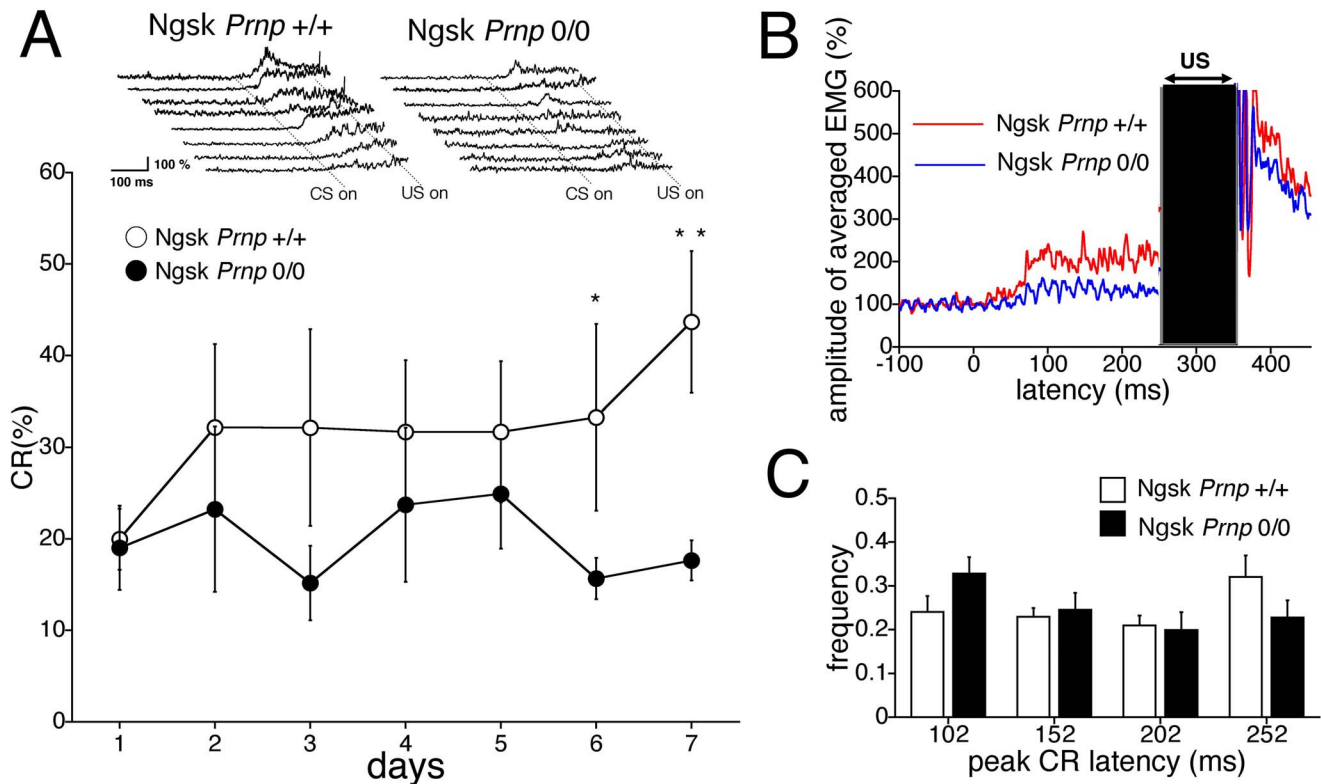 A
Ngsk Prnp +/+
Ngsk Prnp 0/0
100 %
100 ms
CS on
US on
CS on
US on
Ngsk Prnp +/+
Ngsk Prnp 0/0
* *
*
CR(%)
60
50
40
30
20
10
0
1 2 3 4 5 6 7
days
B
US
Ngsk Prnp +/+
Ngsk Prnp 0/0
amplitude of averaged EMG (%)
600
500
400
300
200
100
0
-100 0 100 200 300 400
latency (ms)
C
Ngsk Prnp +/+
Ngsk Prnp 0/0
frequency
0.5
0.4
0.3
0.2
0.1
0
102 152 202 252
peak CR latency (ms)